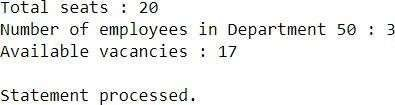 Total seats : 20
Number of employees in Department 50 : 3
Available vacancies : 17
Statement processed.